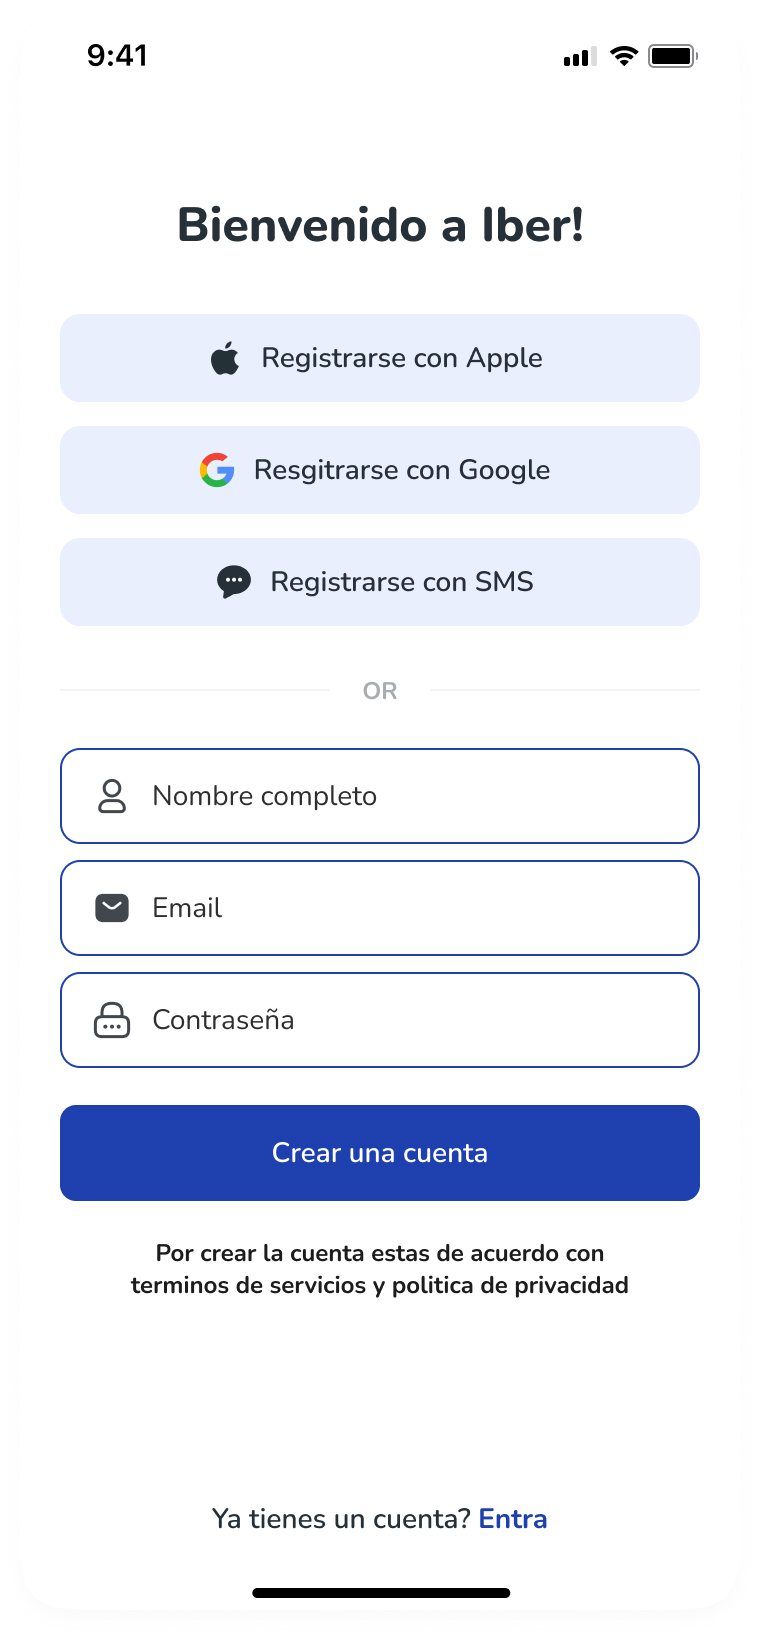 9:41
Bienvenido a Iber!
Registrarse con Apple
Resgitrarse con Google
Registrarse con SMS
OR
Nombre completo
Email
Contraseña
Crear una cuenta
Por crear la cuenta estas de acuerdo con
terminos de servicios y politica de privacidad
Ya tienes un cuenta? Entra